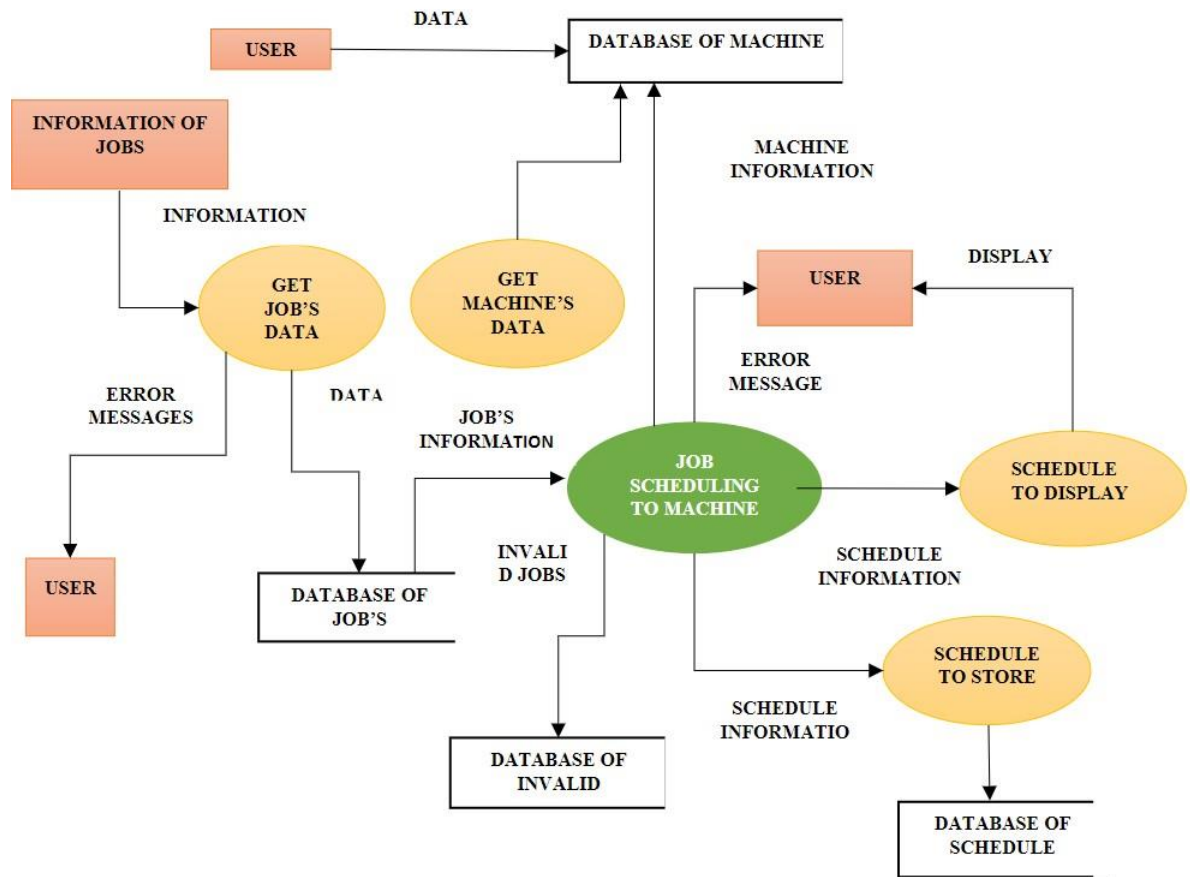 DATA
USER
DATABASE OF MACHINE
INFORMATION OF
JOBS
MACHINE
INFORMATION
INFORMATION
GET
JOB'S
DATA
GET
MACHINE'S
DATA
USER
DISPLAY
ERROR
MESSAGES
DATA
ERROR
MESSAGE
JOB'S
INFORMATION
JOB
SCHEDULING
TO MACHINE
SCHEDULE
TO DISPLAY
INVALI
D JOBS
SCHEDULE
INFORMATION
USER
DATABASE OF
JOB'S
SCHEDULE
TO STORE
SCHEDULE
INFORMATIO
DATABASE OF
INVALID
DATABASE OF
SCHEDULE